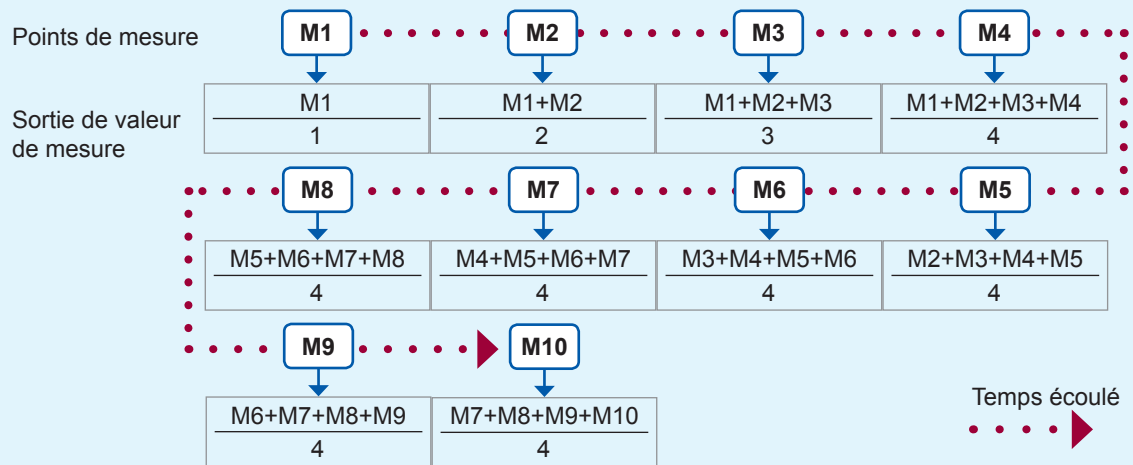 Points de mesure
M1 M2 M3 M4
Sortie de valeur
de mesure
M1 M1+M2 M1+M2+M3 M1+M2+M3+M4
1 2 3 4
M8 M7 M6 M5
M5+M6+M7+M8 M4+M5+M6+M7 M3+M4+M5+M6 M2+M3+M4+M5
4 4 4 4
M9 M10
M6+M7+M8+M9 M7+M8+M9+M10
4 4
Temps écoulé